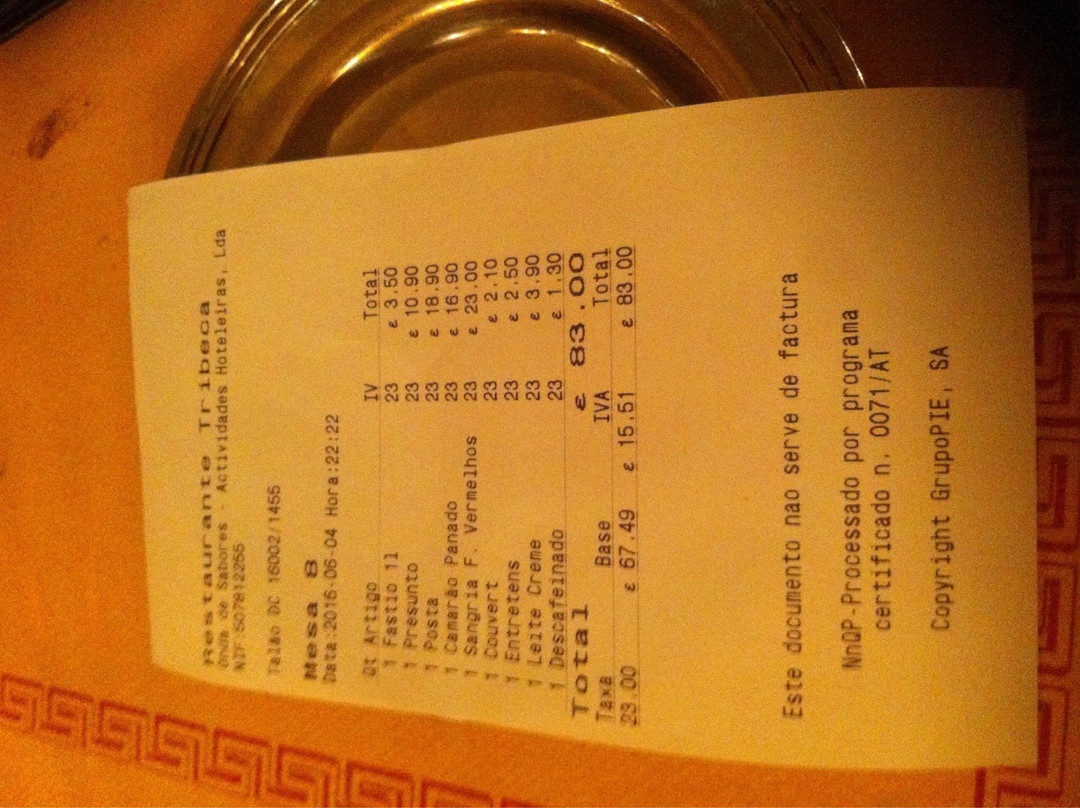 Restaurante Tribeca
Onda de Sabores - Actividades Hoteleiras, Lda
NIF:507812255
Talão DC 16002/1455
Mesa 8
Data:2016-06-04 Hora:22:22
Qt Artigo IV Total
1 Fastio 1l 23 € 3.50
1 Presunto 23 € 10.90
1 Posta 23 € 18.90
1 Camarão Panado 23 € 16.90
1 Sangria F. Vermelhos 23 € 23.00
1 Couvert 23 € 2.10
1 Entretens 23 € 2.50
1 Leite Creme 23 € 3.90
1 Descafeinado 23 € 1.30
Total € 83.00
Taxa Base IVA Total
23.00 € 67.49 € 15.51 € 83.00
Este documento nao serve de factura
NnQP-Processado por programa
certificado n. 0071/AT
Copyright GrupoPIE, SA